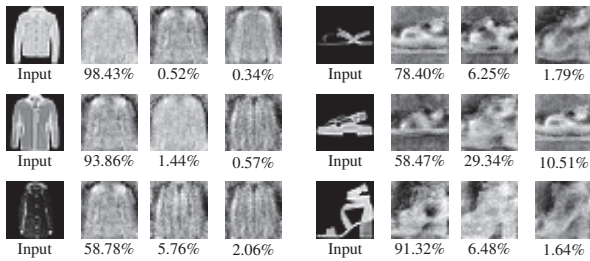 Input 98.43% 0.52% 0.34% Input 78.40% 6.25% 1.79%
Input 93.86% 1.44% 0.57% Input 58.47% 29.34% 10.51%
Input 58.78% 5.76% 2.06% Input 91.32% 6.48% 1.64%